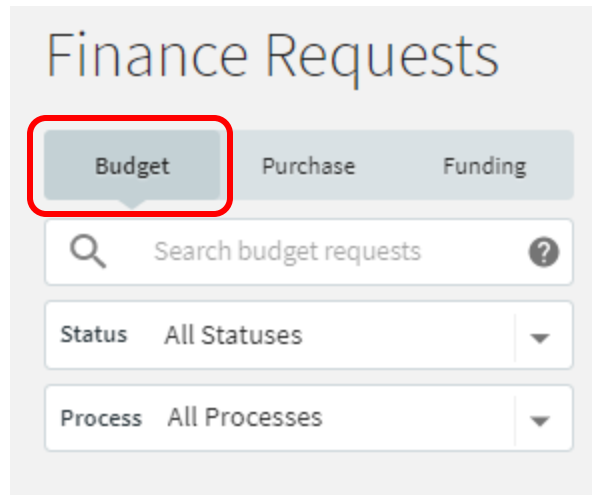 Finance Requests
Budget Purchase Funding
Search budget requests ?
Status All Statuses
Process All Processes